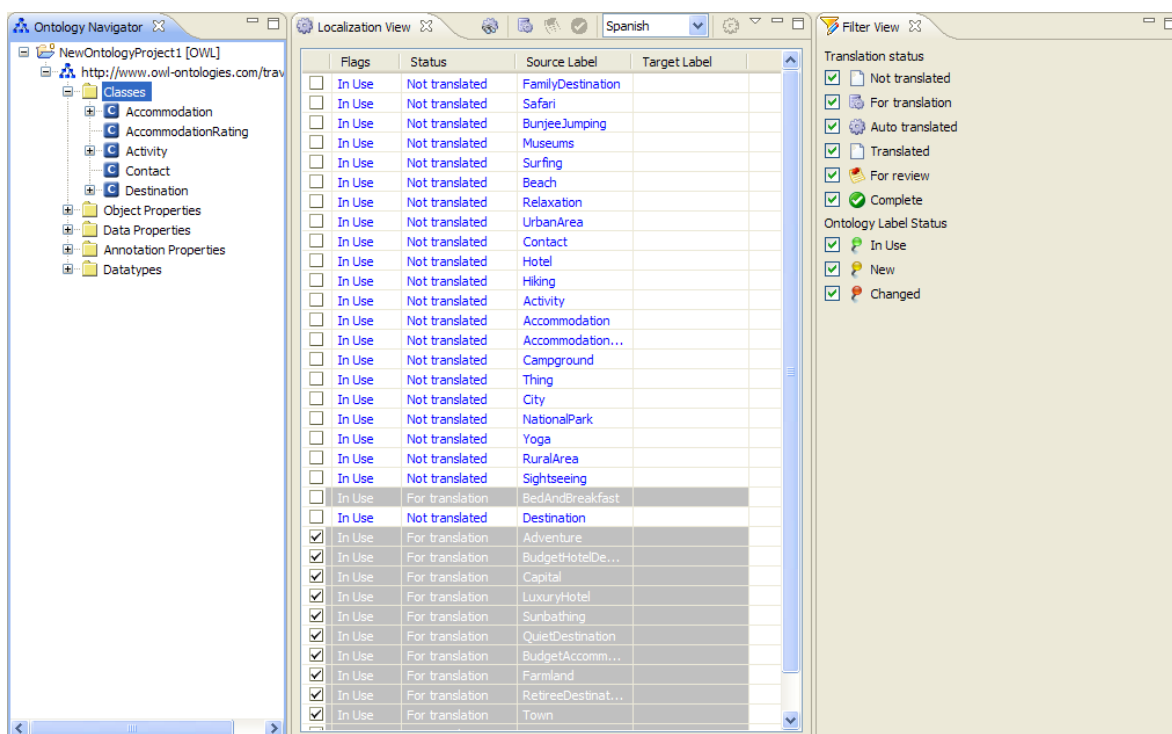 Ontology Navigator
NewOntologyProject1 [OWL]
http://www.owl-ontologies.com/trav
Classes
Accommodation
AccommodationRating
Activity
Contact
Destination
Object Properties
Data Properties
Annotation Properties
Datatypes
Localization View
Spanish
Flags Status Source Label Target Label
In Use Not translated FamilyDestination
In Use Not translated Safari
In Use Not translated BunjeeJumping
In Use Not translated Museums
In Use Not translated Surfing
In Use Not translated Beach
In Use Not translated Relaxation
In Use Not translated UrbanArea
In Use Not translated Contact
In Use Not translated Hotel
In Use Not translated Hiking
In Use Not translated Activity
In Use Not translated Accommodation
In Use Not translated Accommodation...
In Use Not translated Campground
In Use Not translated Thing
In Use Not translated City
In Use Not translated NationalPark
In Use Not translated Yoga
In Use Not translated RuralArea
In Use Not translated Sightseeing
In Use For translation BedAndBreakfast
In Use Not translated Destination
In Use For translation Adventure
In Use For translation BudgetHotelDe...
In Use For translation Capital
In Use For translation LuxuryHotel
In Use For translation Sunbathing
In Use For translation QuietDestination
In Use For translation BudgetAccomm...
In Use For translation Farmland
In Use For translation RetireeDestinat...
In Use For translation Town
Filter View
Translation status
Not translated
For translation
Auto translated
Translated
For review
Complete
Ontology Label Status
In Use
New
Changed